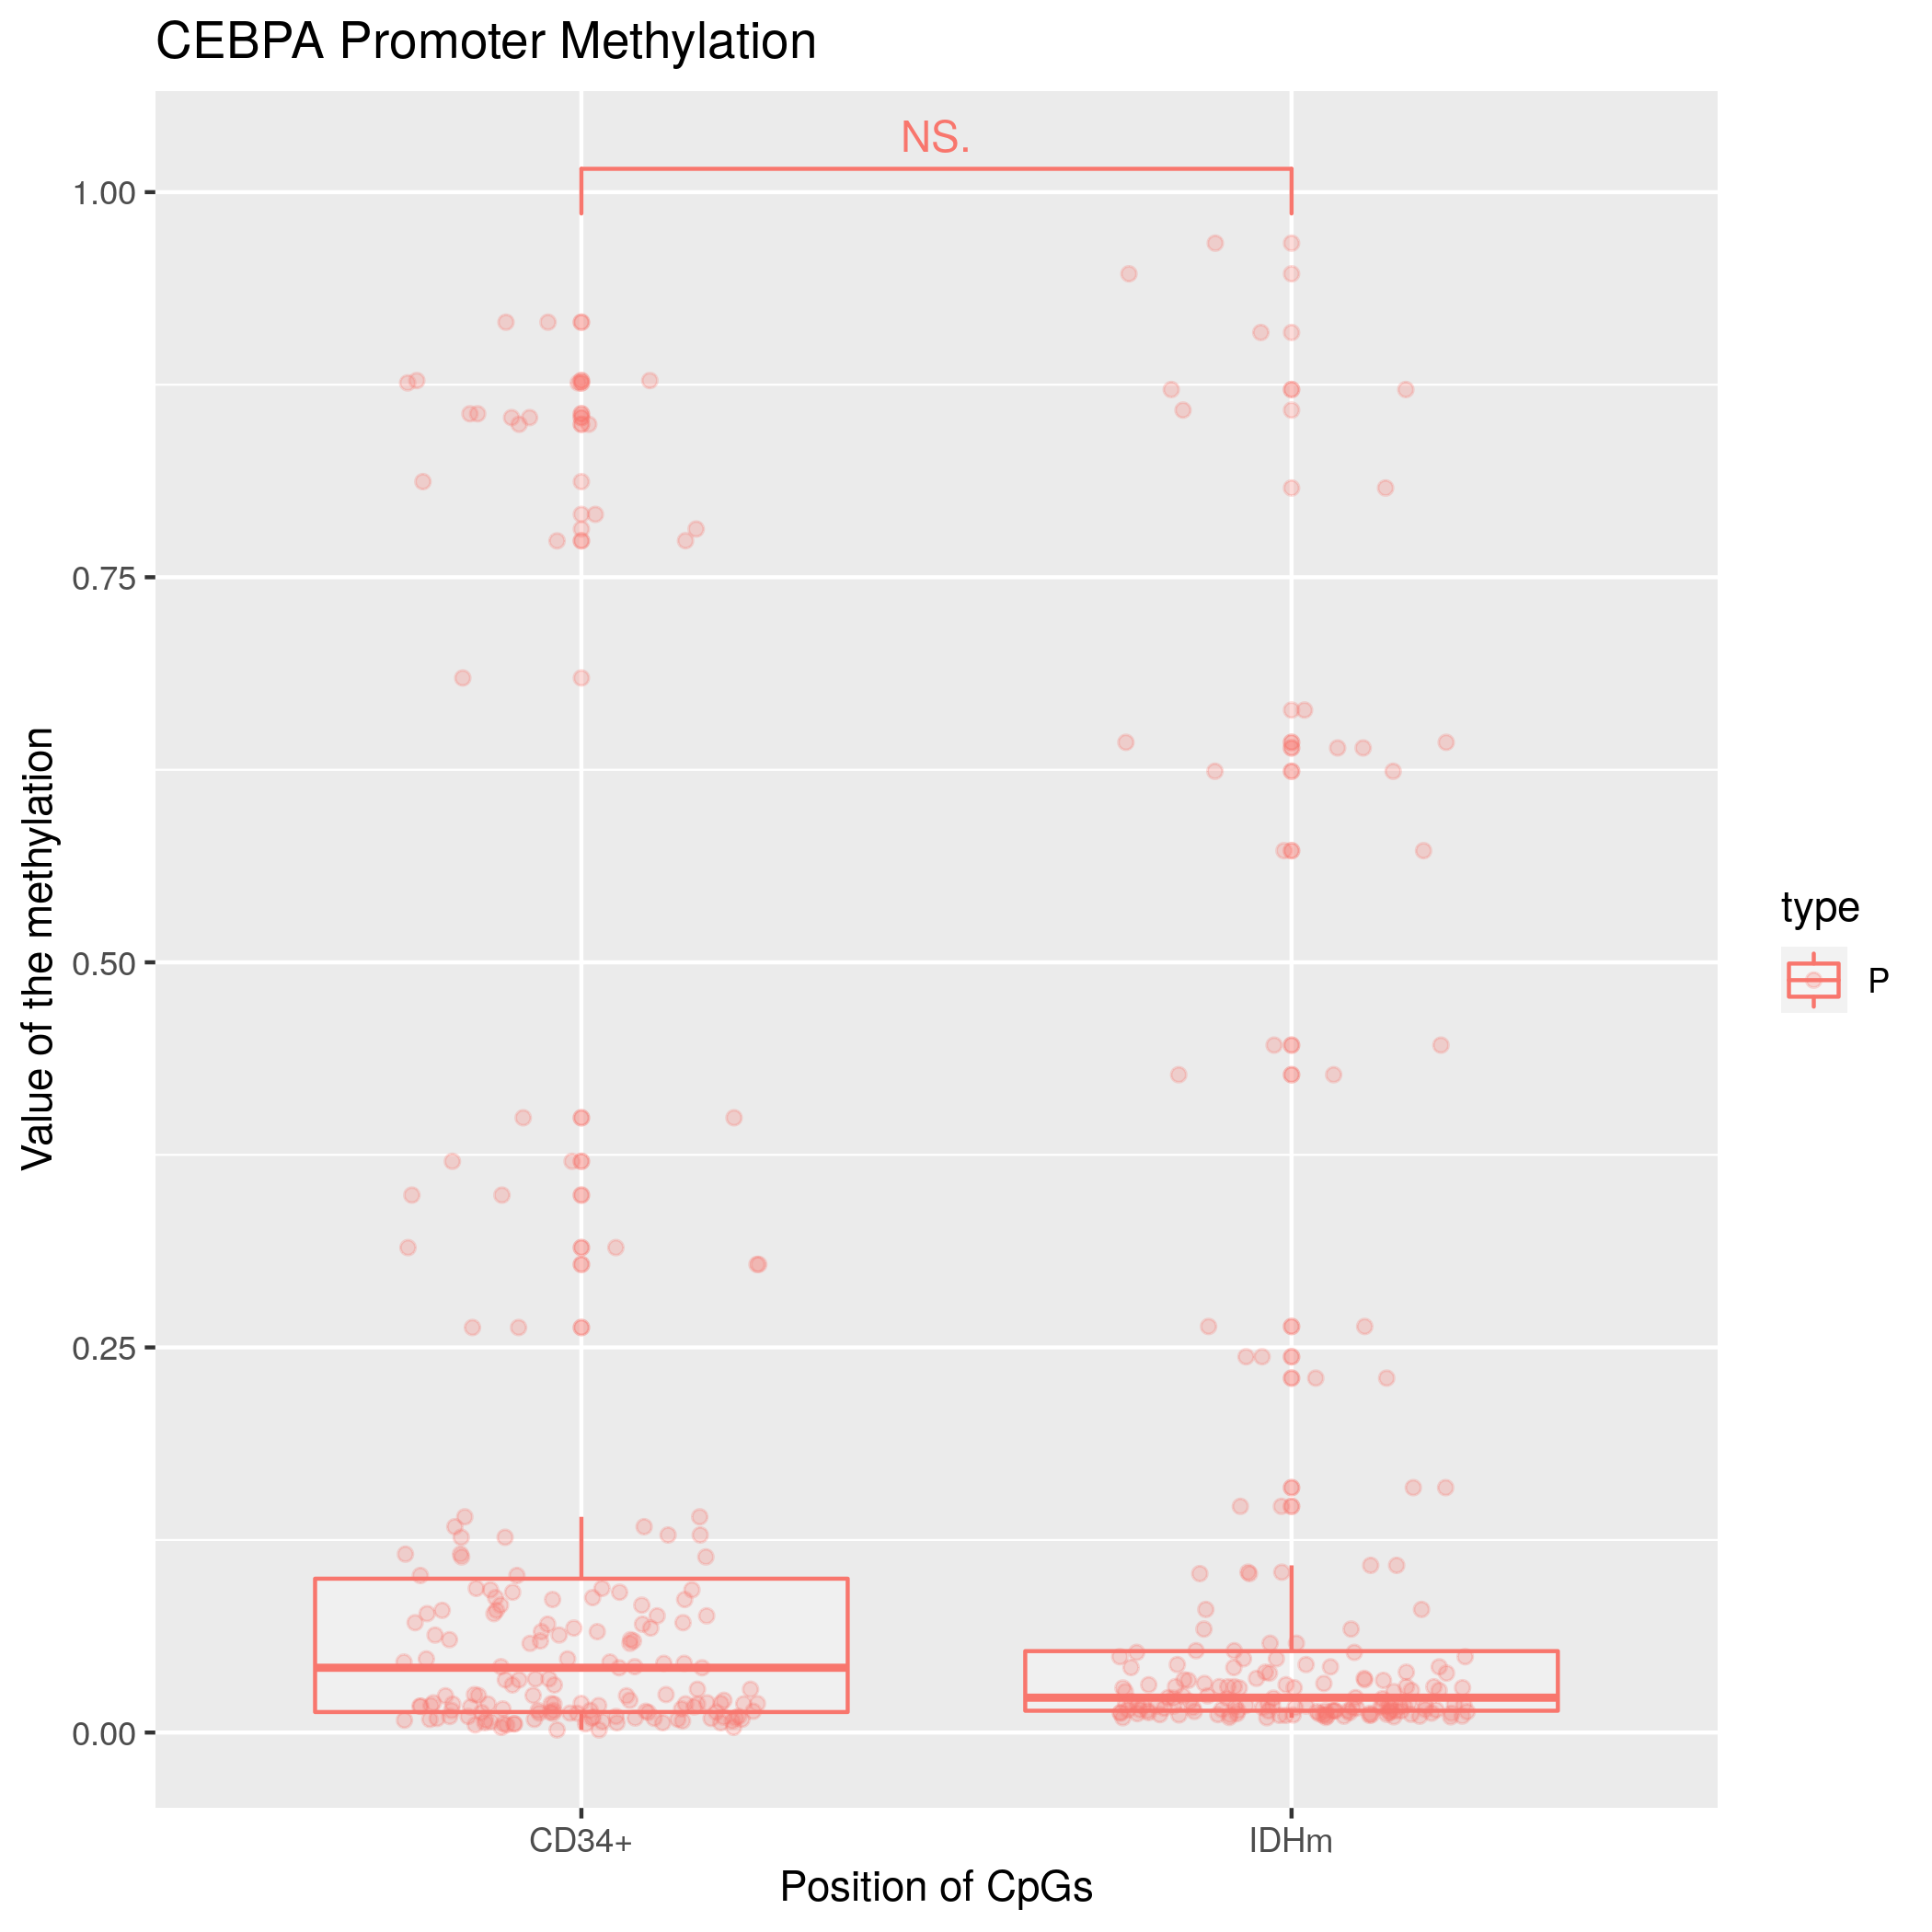 CEBPA Promoter Methylation
NS.
1.00
0.75
0.50
0.25
0.00
Value of the methylation
CD34+
IDHm
Position of CpGs
type
P